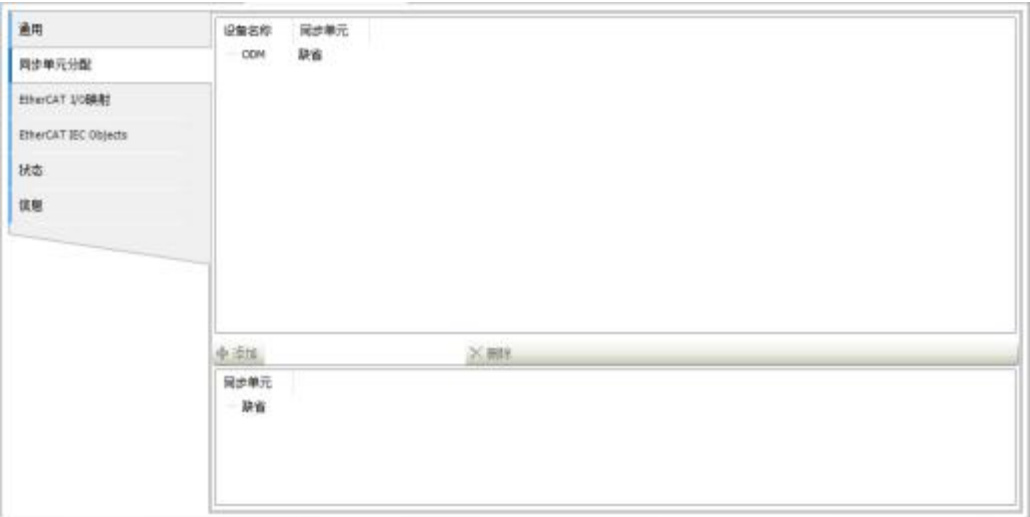 通用
同步单元分配
EtherCAT I/O映射
EtherCAT IEC Objects
状态
信息
设备名称 同步单元
ODM 缺省
添加 删除
同步单元
缺省